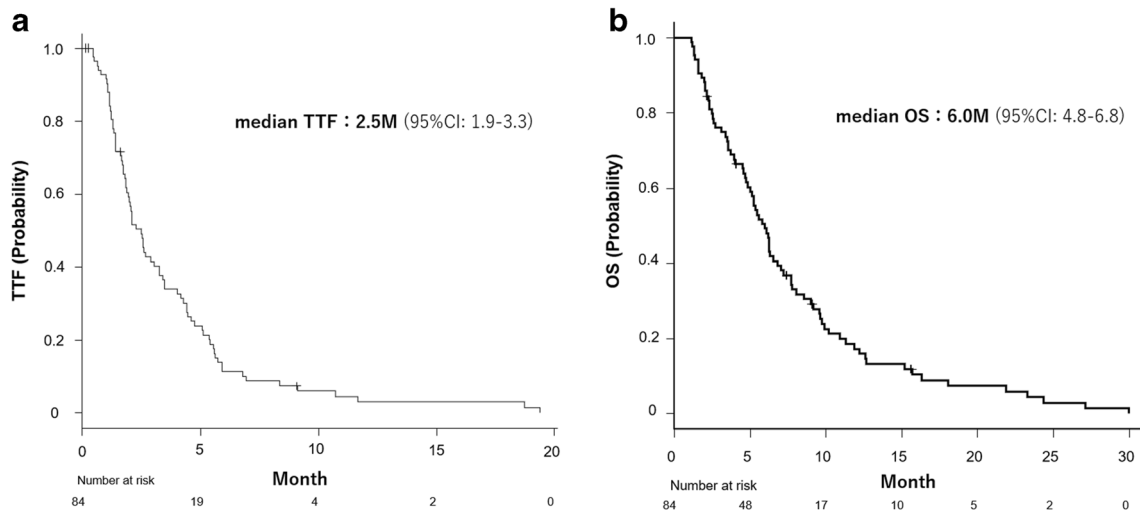 a
TTF (Probability)
1.0
0.8
0.6
0.4
0.2
0
median TTF：2.5M (95%CI: 1.9-3.3)
0 5 10 15 20
Month
Number at risk
84 19 4 2 0
b
OS (Probability)
1.0
0.8
0.6
0.4
0.2
0
median OS：6.0M (95%CI: 4.8-6.8)
0 5 10 15 20 25 30
Month
Number at risk
84 48 17 10 5 2 0